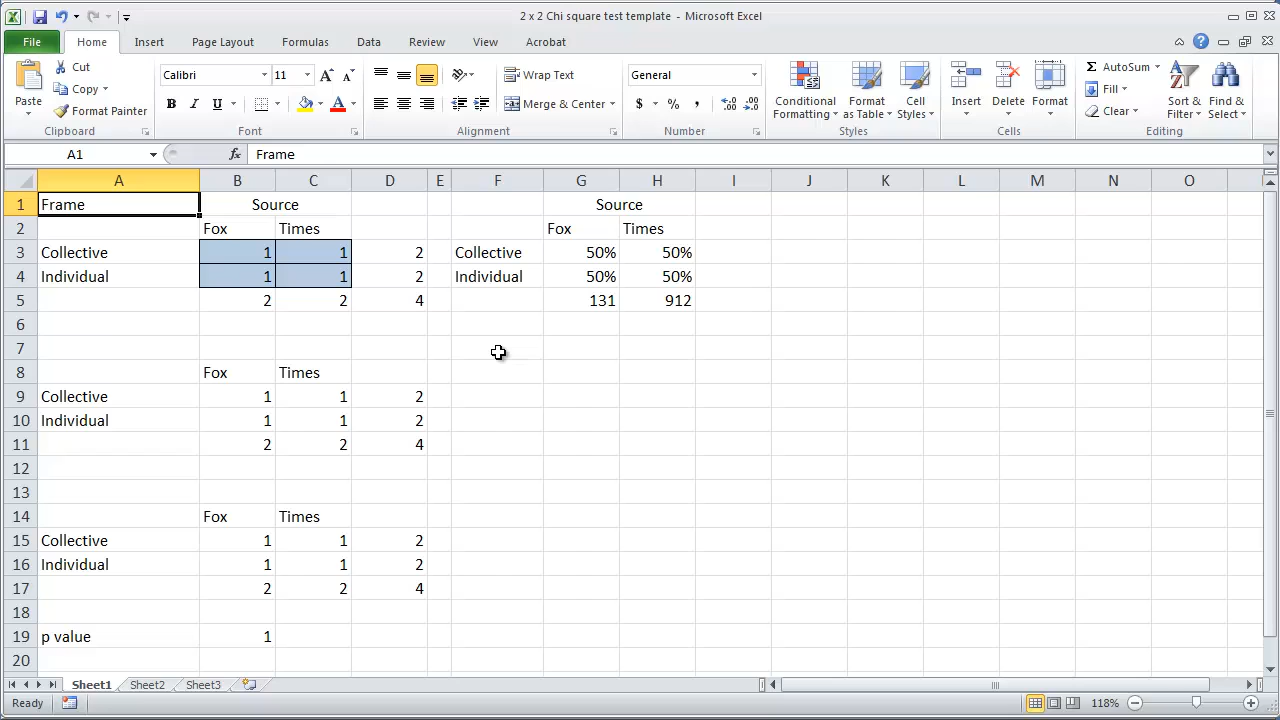 2 x 2 Chi square test template - Microsoft Excel
File Home Insert Page Layout Formulas Data Review View Acrobat
Paste Cut Copy Format Painter
Calibri 11
B I U A
Wrap Text
Merge & Center
General
$ % ,
Conditional Formatting Format as Table Cell Styles
Insert Delete Format
AutoSum Fill Clear
Sort & Filter Find & Select
Clipboard Font Alignment Number Styles Cells Editing
A1 fx Frame
A B C D E F G H I J K L M N O
1 Frame Source Source
2 Fox Times Fox Times
3 Collective 1 1 2 Collective 50% 50%
4 Individual 1 1 2 Individual 50% 50%
5 2 2 4 131 912
6
7
8 Fox Times
9 Collective 1 1 2
10 Individual 1 1 2
11 2 2 4
12
13
14 Fox Times
15 Collective 1 1 2
16 Individual 1 1 2
17 2 2 4
18
19 p value 1
20
Sheet1 Sheet2 Sheet3
Ready 118%